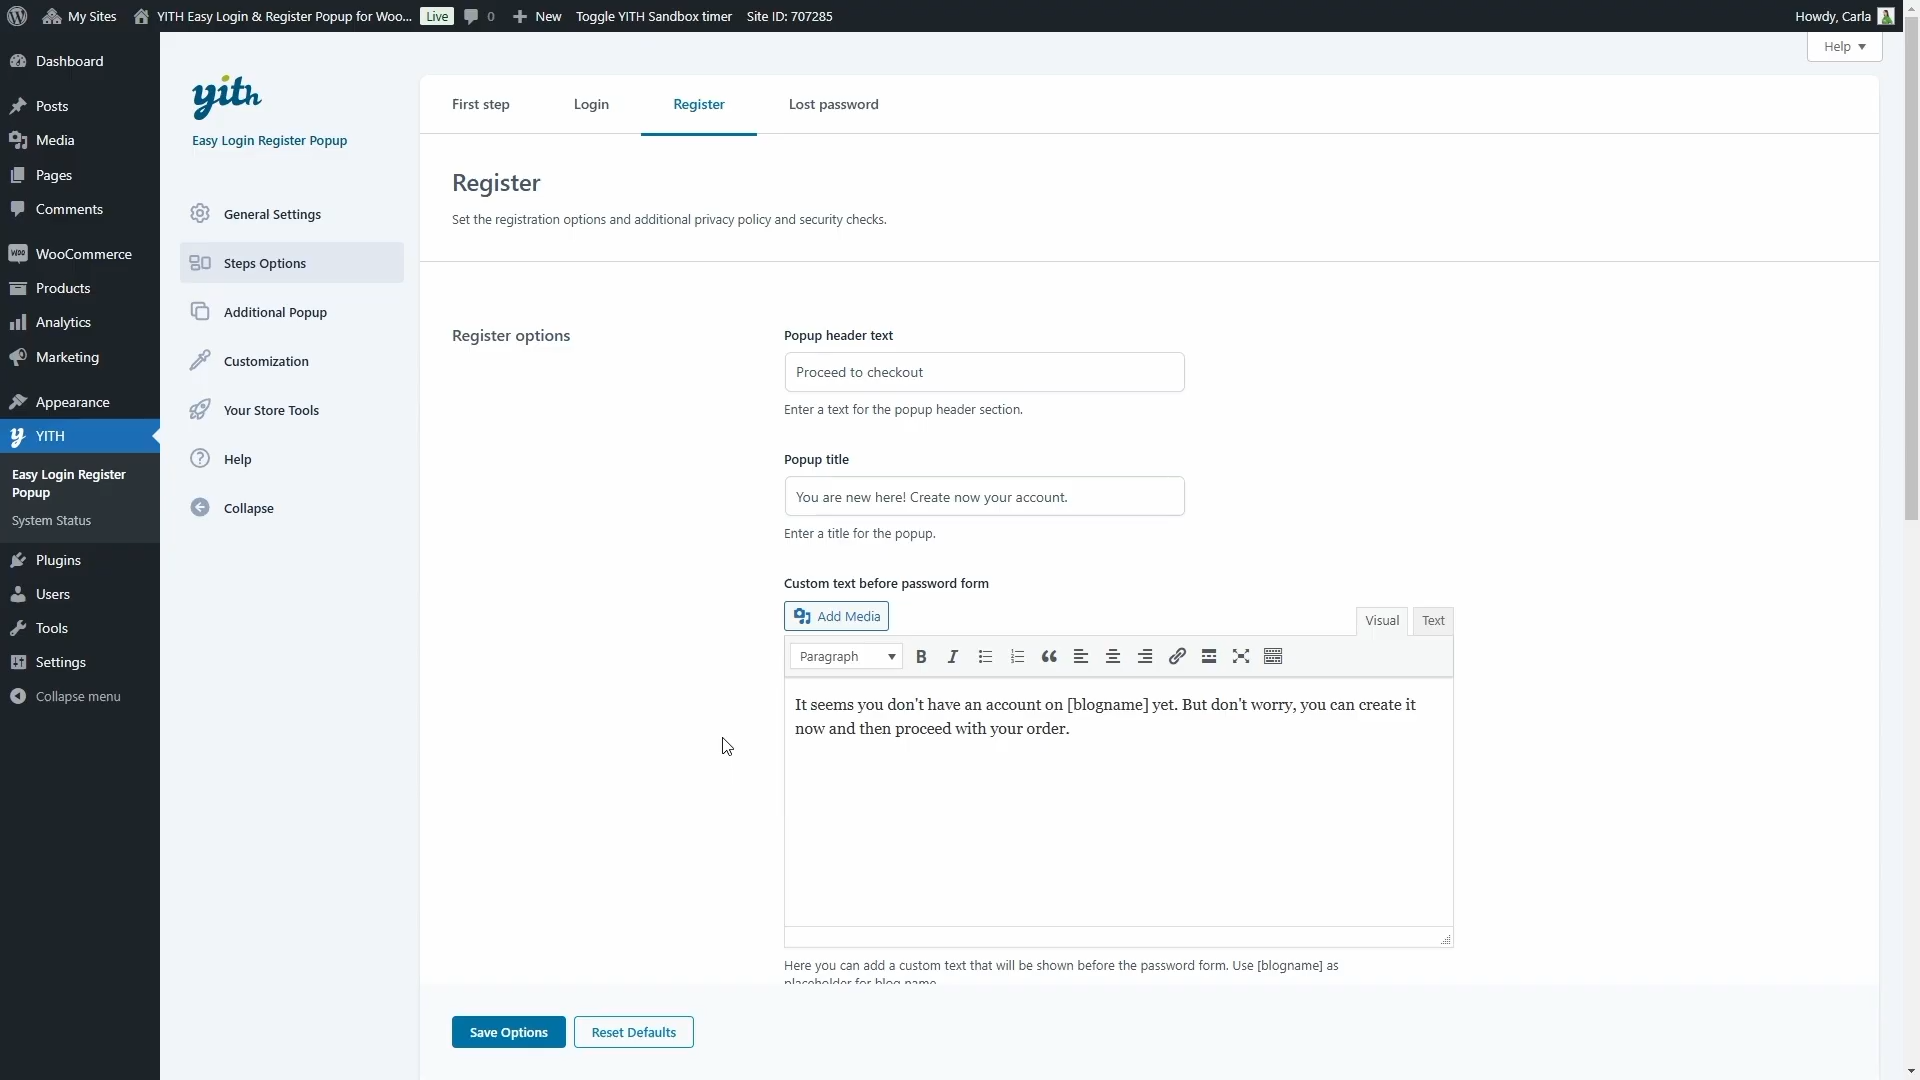 My Sites
YITH Easy Login & Register Popup for Woo...
Live
0
New
Toggle YITH Sandbox timer
Site ID: 707285
Howdy, Carla
Help
Dashboard
Posts
Media
Pages
Comments
WooCommerce
Products
Analytics
Marketing
Appearance
YITH
Easy Login Register
Popup
System Status
Plugins
Users
Tools
Settings
Collapse menu
yith
Easy Login Register Popup
General Settings
Steps Options
Additional Popup
Customization
Your Store Tools
Help
Collapse
First step
Login
Register
Lost password
Register
Set the registration options and additional privacy policy and security checks.
Register options
Popup header text
Proceed to checkout
Enter a text for the popup header section.
Popup title
You are new here! Create now your account.
Enter a title for the popup.
Custom text before password form
Add Media
Visual
Text
Paragraph
It seems you don't have an account on [blogname] yet. But don't worry, you can create it
now and then proceed with your order.
Here you can add a custom text that will be shown before the password form. Use [blogname] as
placeholder for blog name
Save Options
Reset Defaults